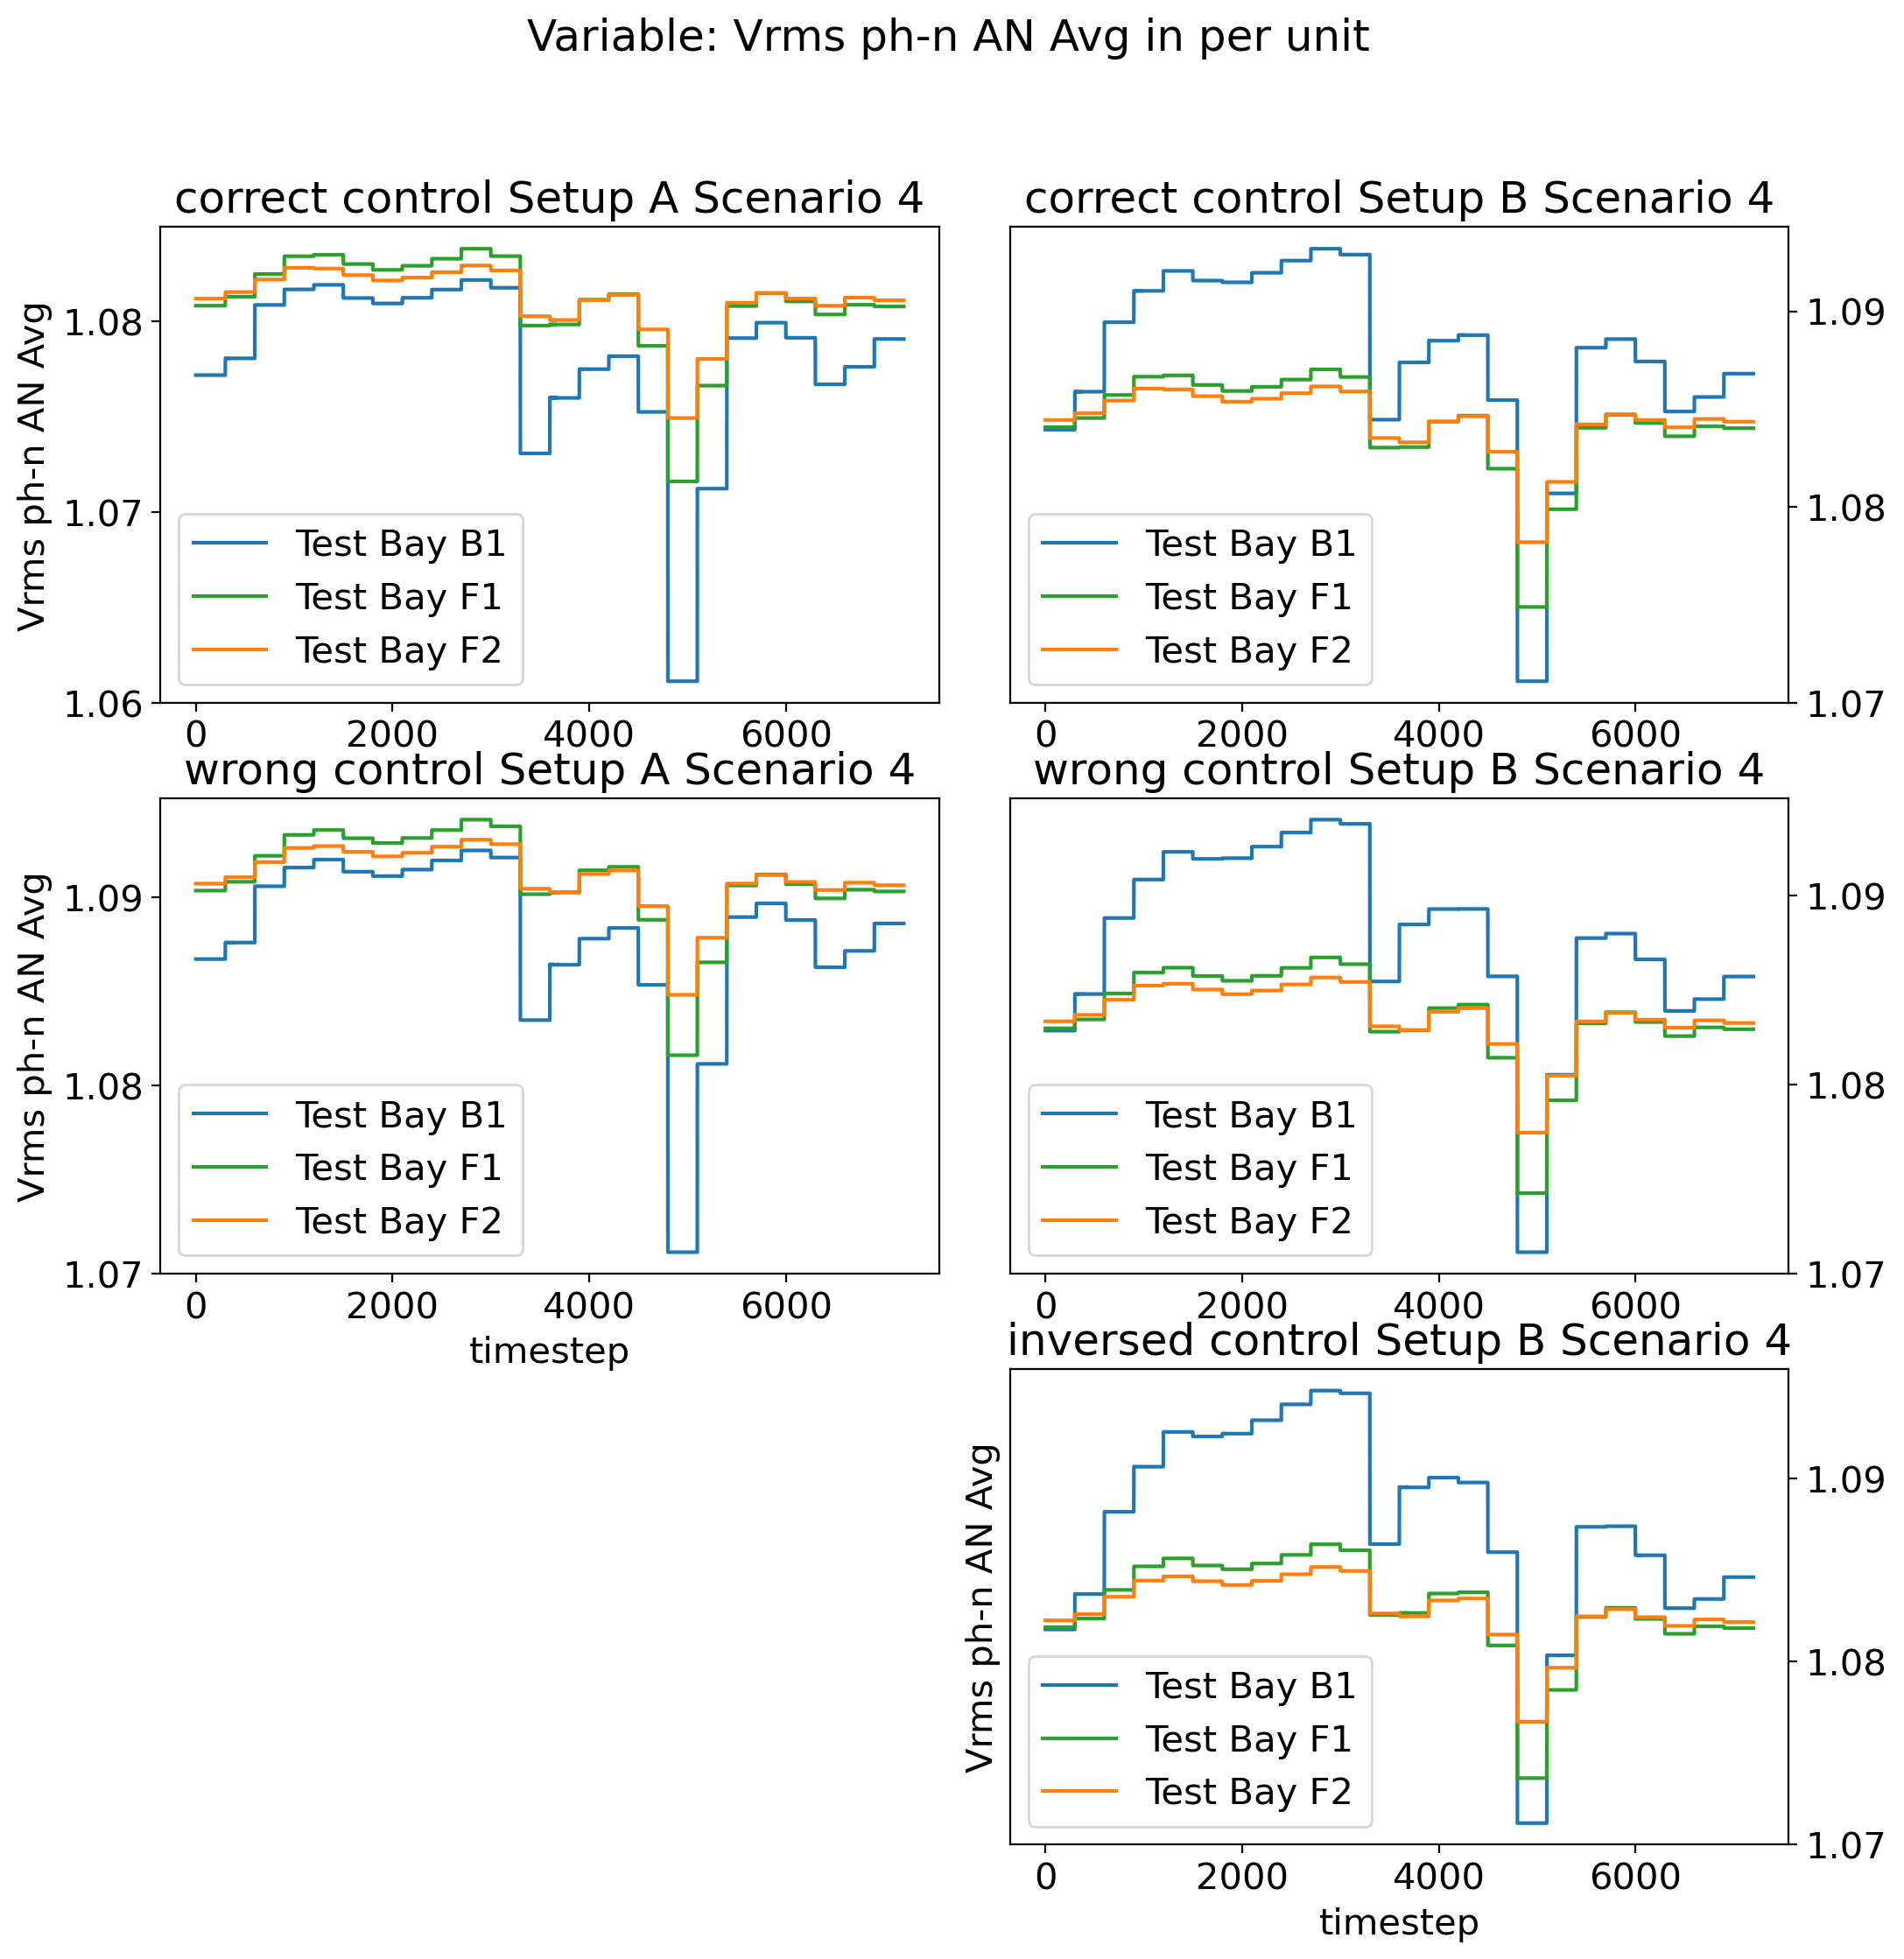 Variable: Vrms ph-n AN Avg in per unit
correct control Setup A Scenario 4
Vrms ph-n AN Avg
1.08
1.07
1.06
Test Bay B1
Test Bay F1
Test Bay F2
0 2000 4000 6000
correct control Setup B Scenario 4
1.09
1.08
1.07
Test Bay B1
Test Bay F1
Test Bay F2
0 2000 4000 6000
wrong control Setup A Scenario 4
Vrms ph-n AN Avg
1.09
1.08
1.07
Test Bay B1
Test Bay F1
Test Bay F2
0 2000 4000 6000
timestep
wrong control Setup B Scenario 4
1.09
1.08
1.07
Test Bay B1
Test Bay F1
Test Bay F2
0 2000 4000 6000
inversed control Setup B Scenario 4
Vrms ph-n AN Avg
1.09
1.08
1.07
Test Bay B1
Test Bay F1
Test Bay F2
0 2000 4000 6000
timestep